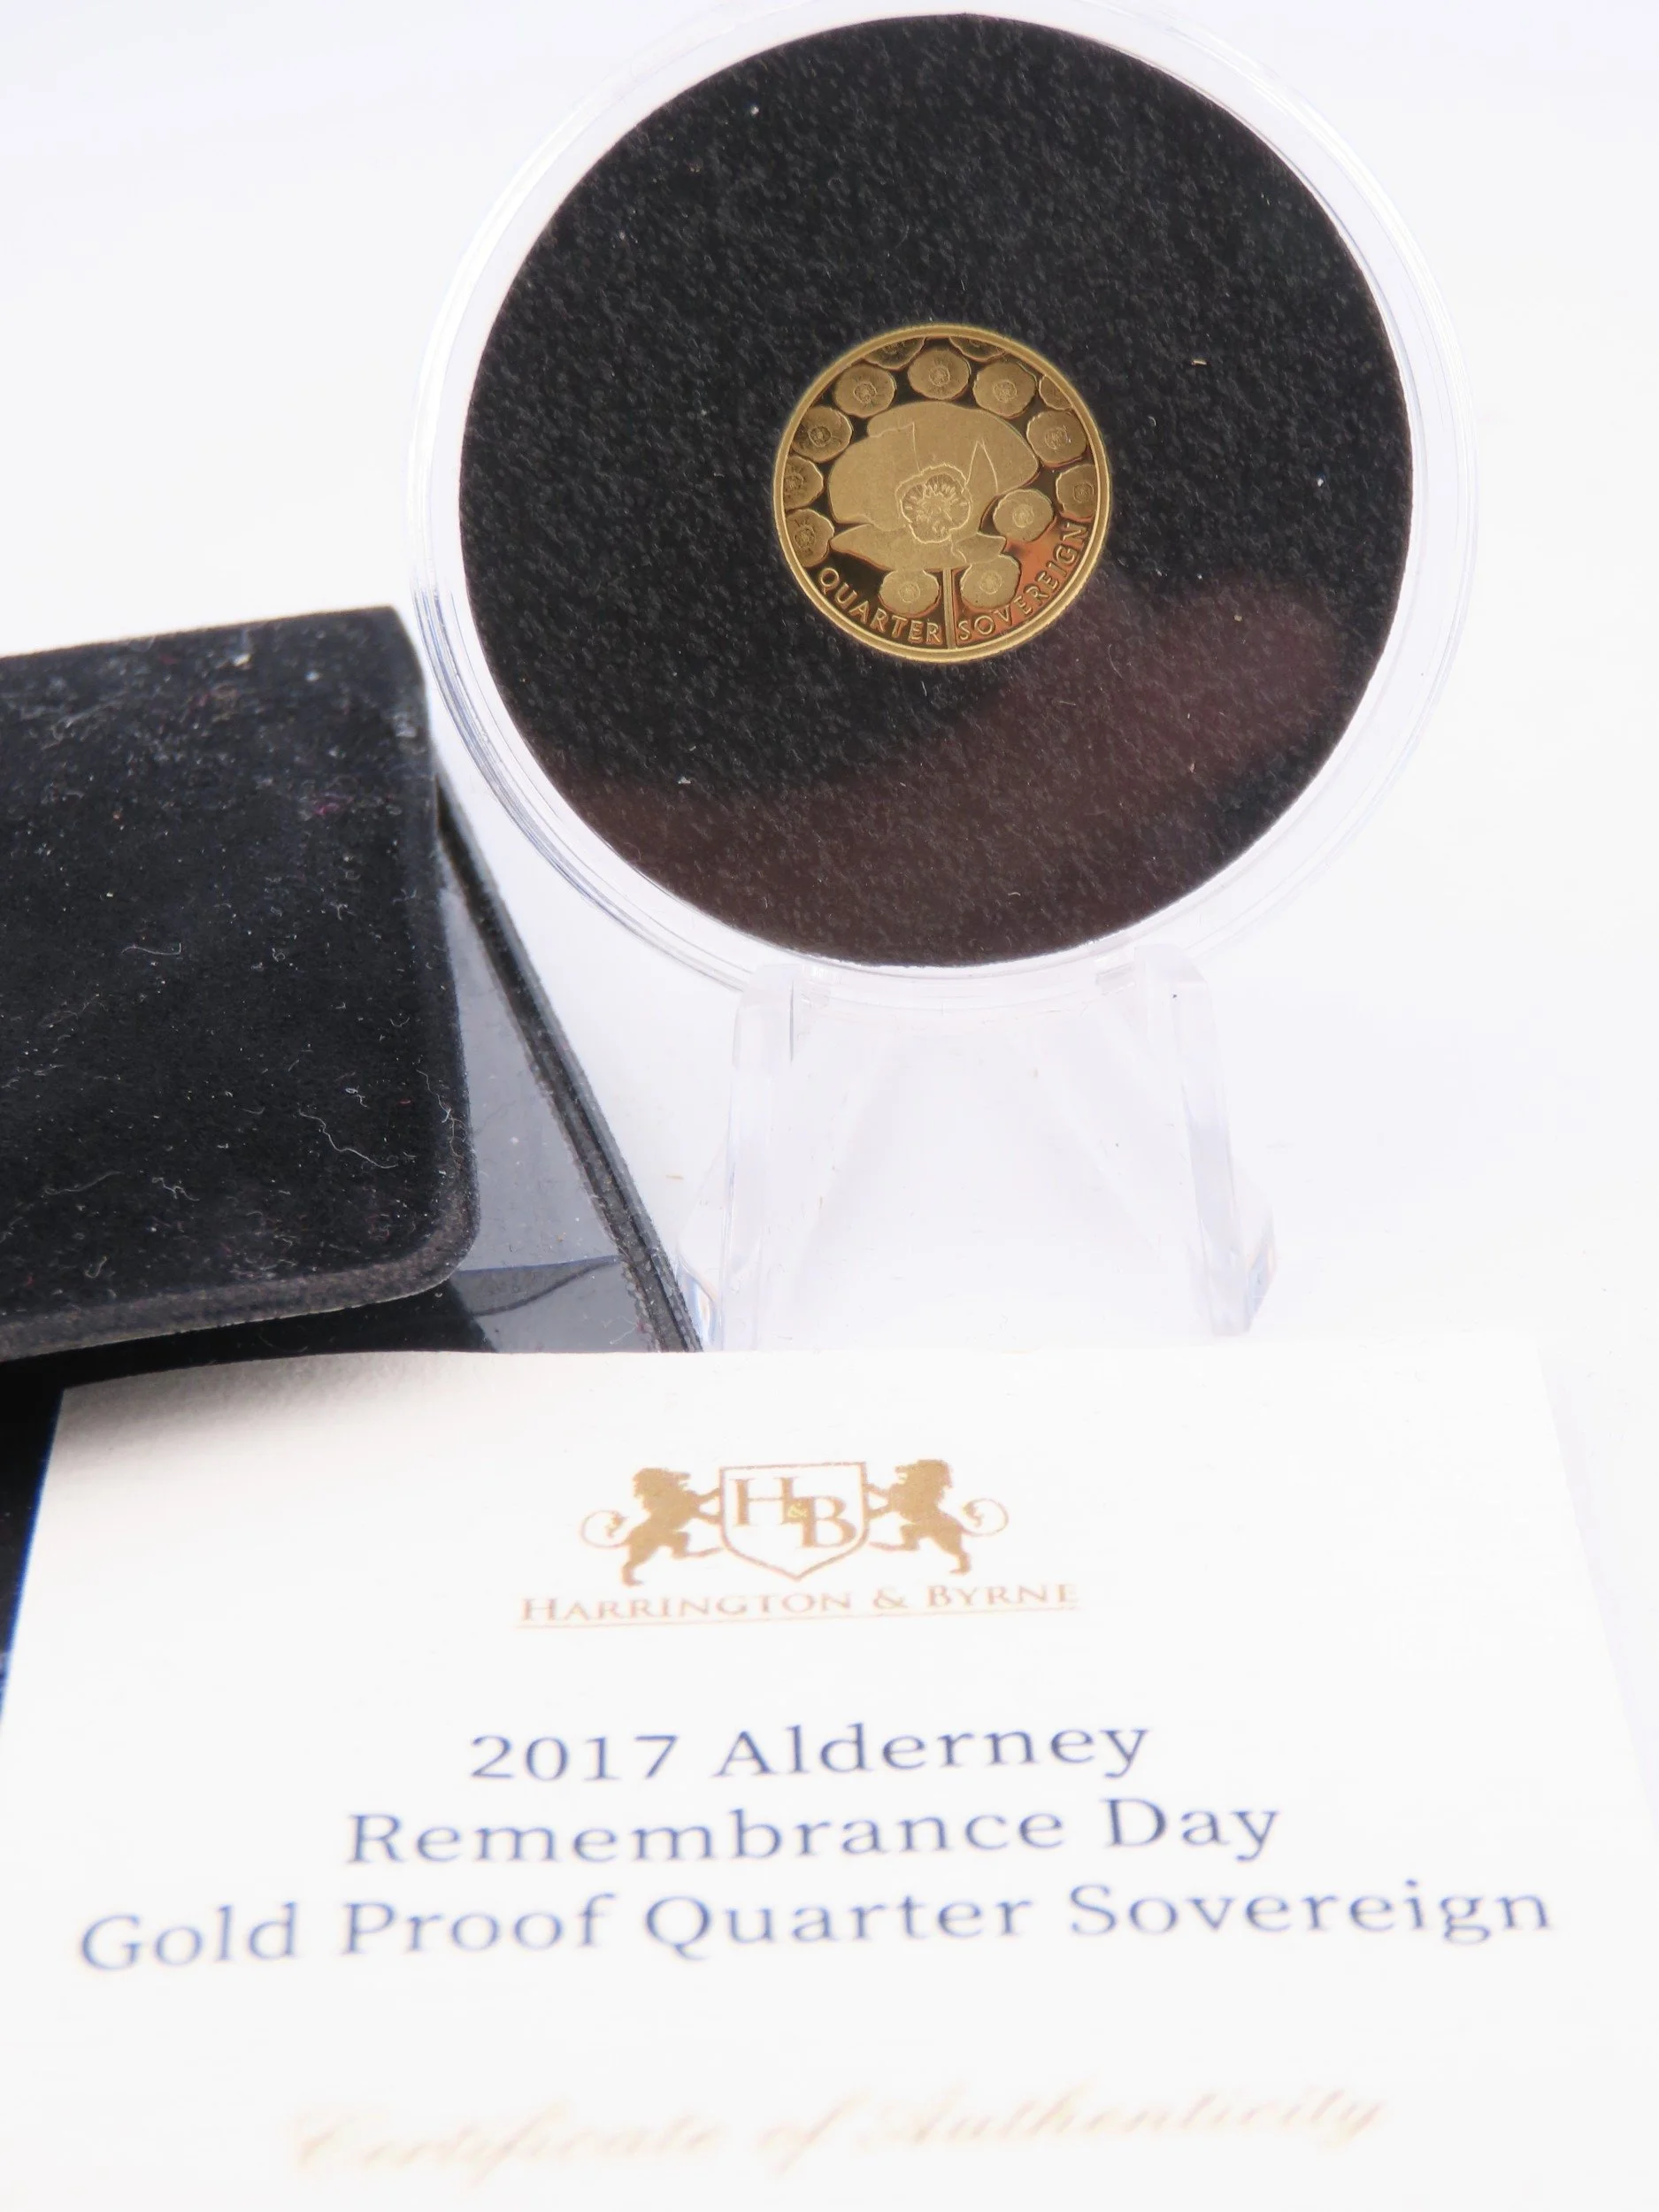 QUARTER SOVEREIGN
H&B
HARRINGTON & BYRNE
2017 Alderney
Remembrance Day
Gold Proof Quarter Sovereign
Certificate of Authenticity